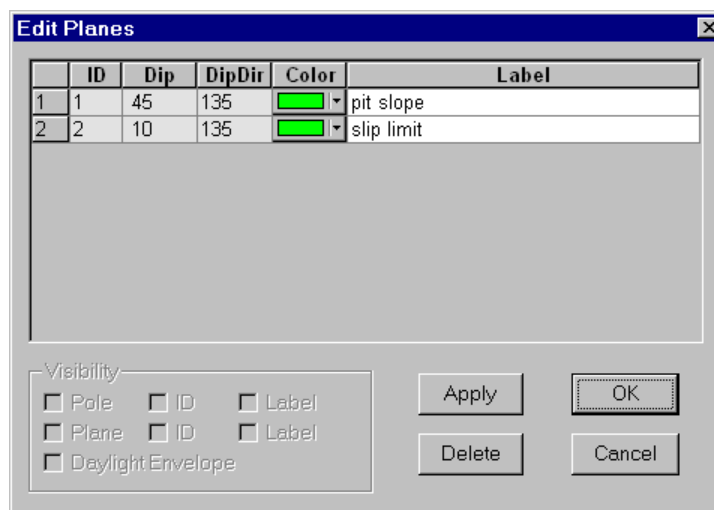 Edit Planes
ID Dip DipDir Color Label
1 1 45 135 pit slope
2 2 10 135 slip limit
Visibility
Pole ID Label
Plane ID Label
Daylight Envelope
Apply OK
Delete Cancel